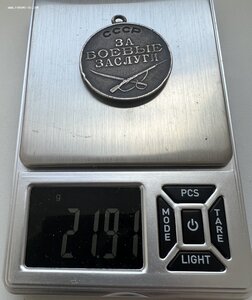 СССР
ЗА
БОЕВЫЕ
ЗАСЛУГИ
g
21.91
PCS
MODE
TARE
LIGHT